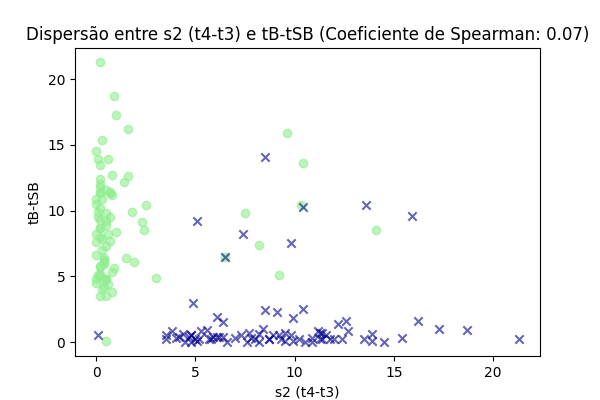 Dispersão entre s2 (t4-t3) e tB-tSB (Coeficiente de Spearman: 0.07)
20
15
10
5
0
tB-tSB
0 5 10 15 20
s2 (t4-t3)